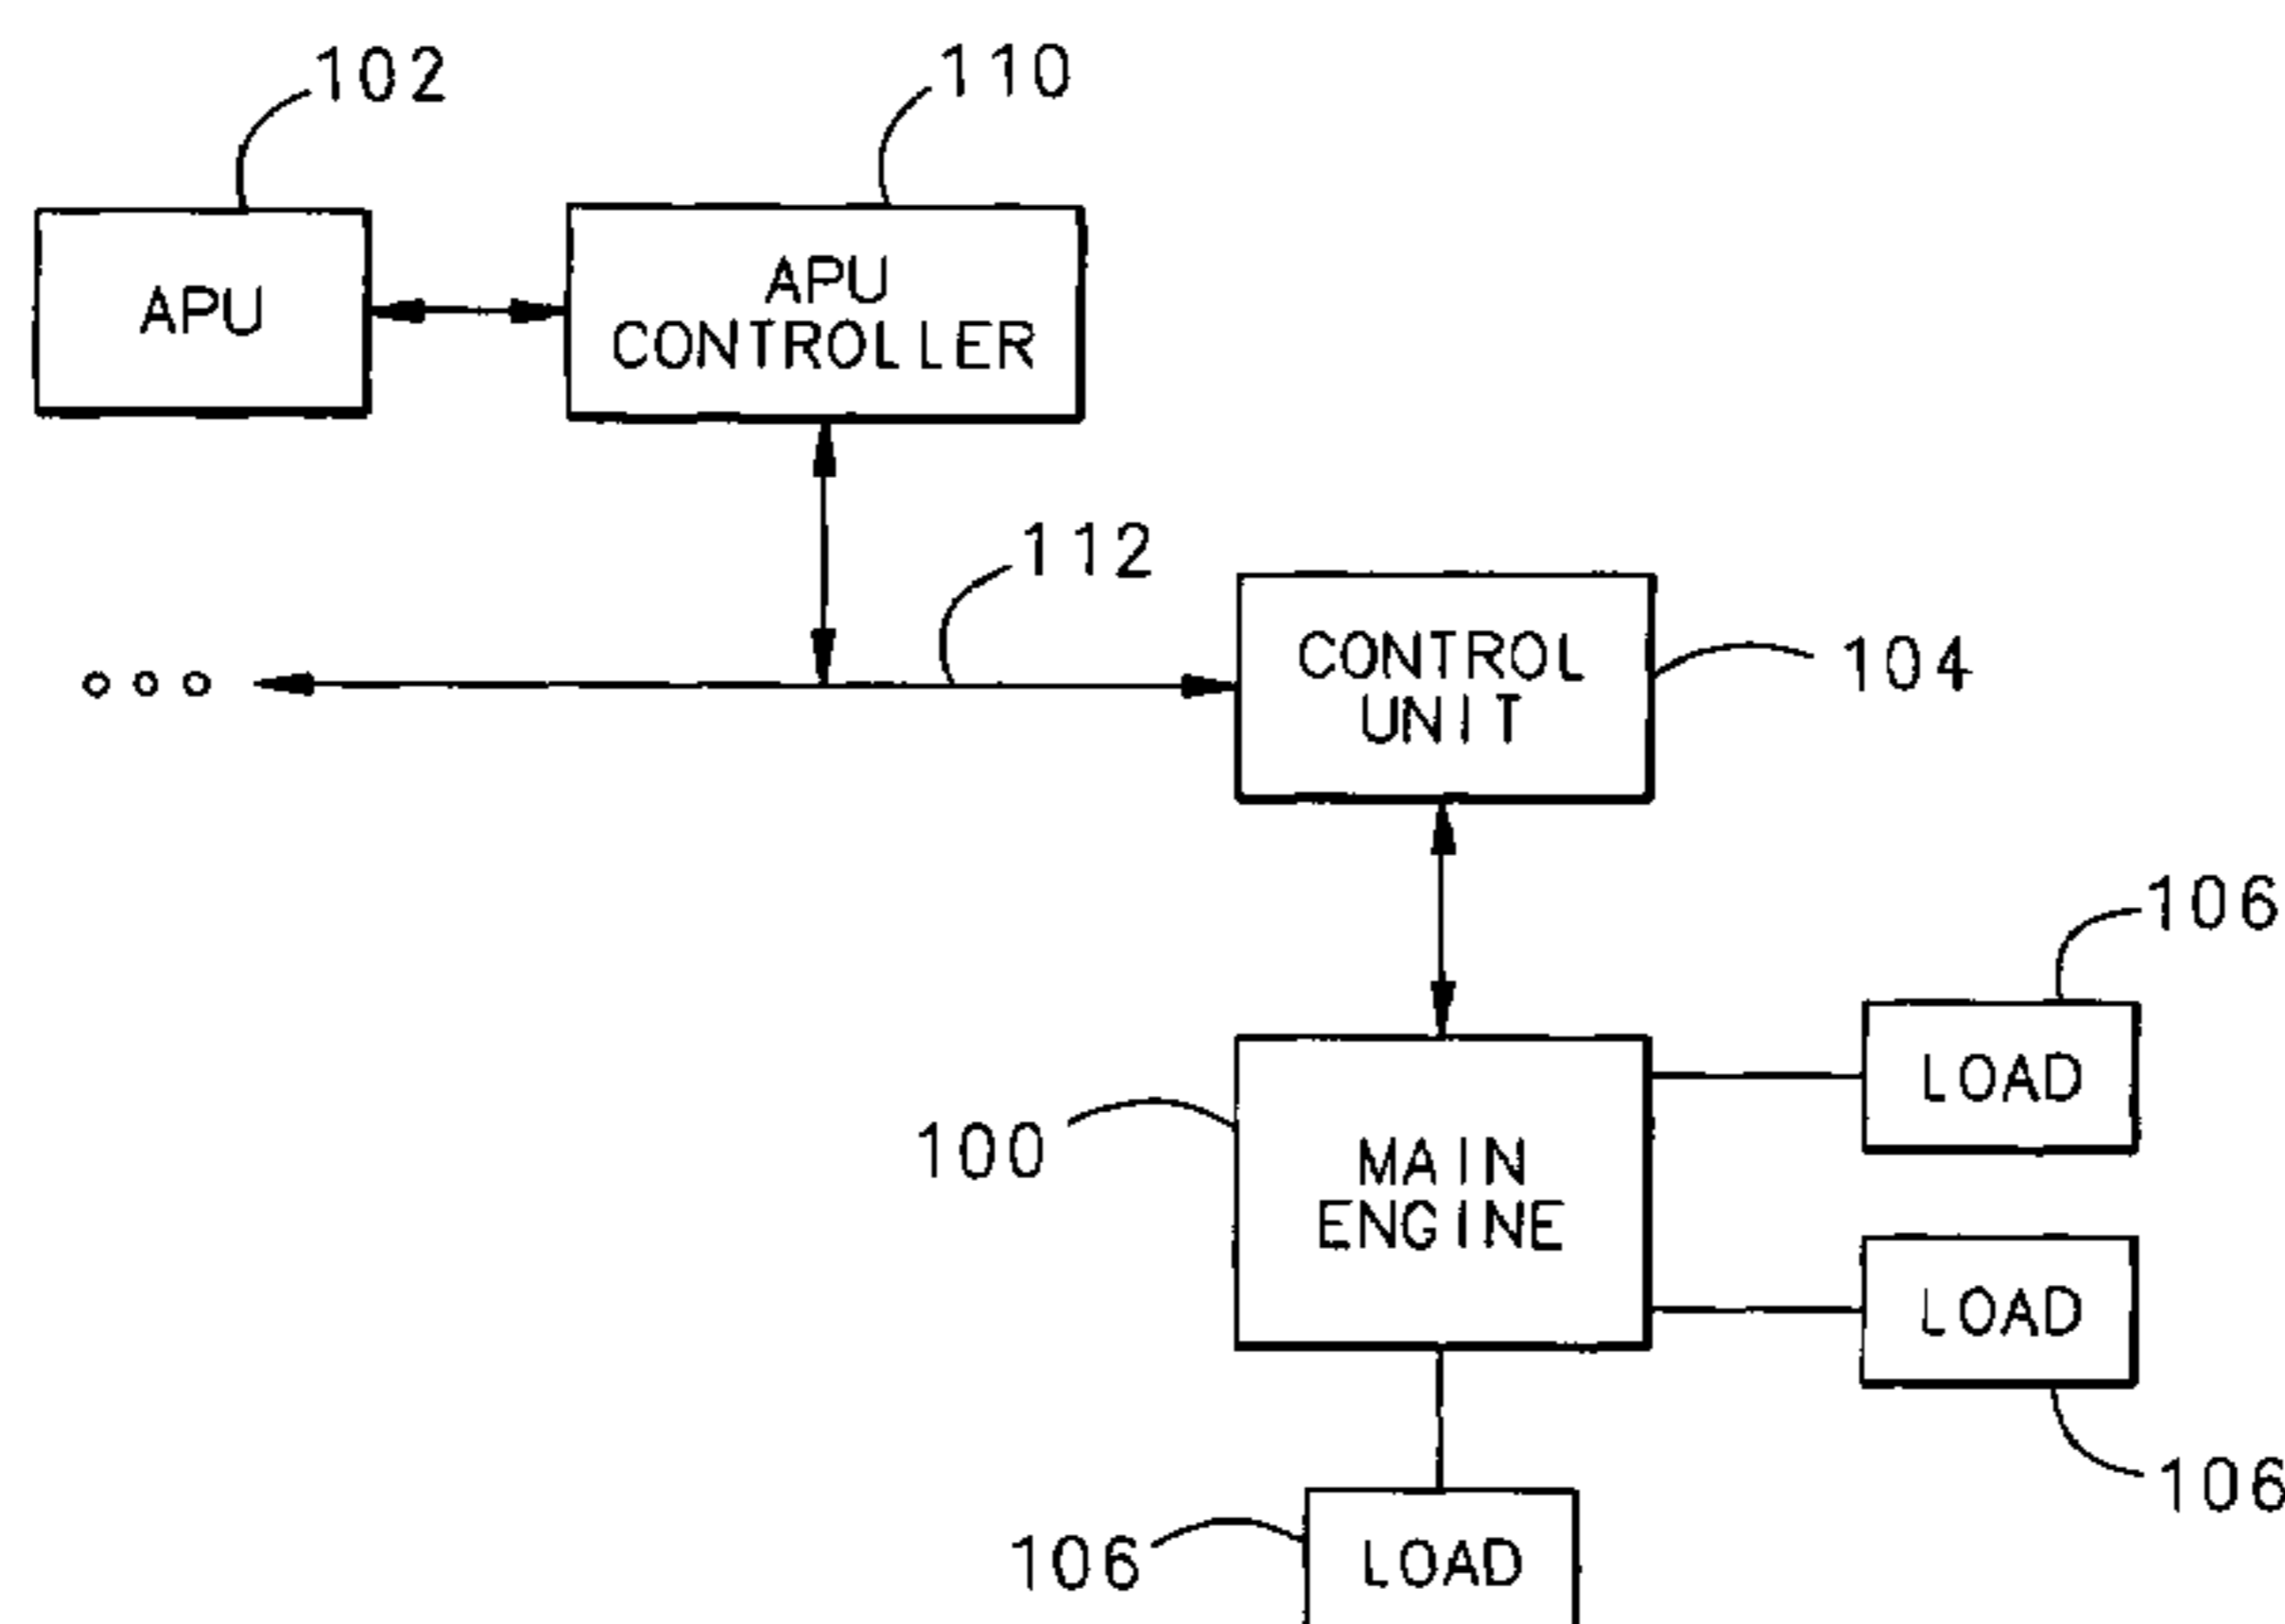 102
110
APU
APU
CONTROLLER
112
CONTROL
UNIT
104
106
LOAD
100
MAIN
ENGINE
LOAD
106
106
LOAD